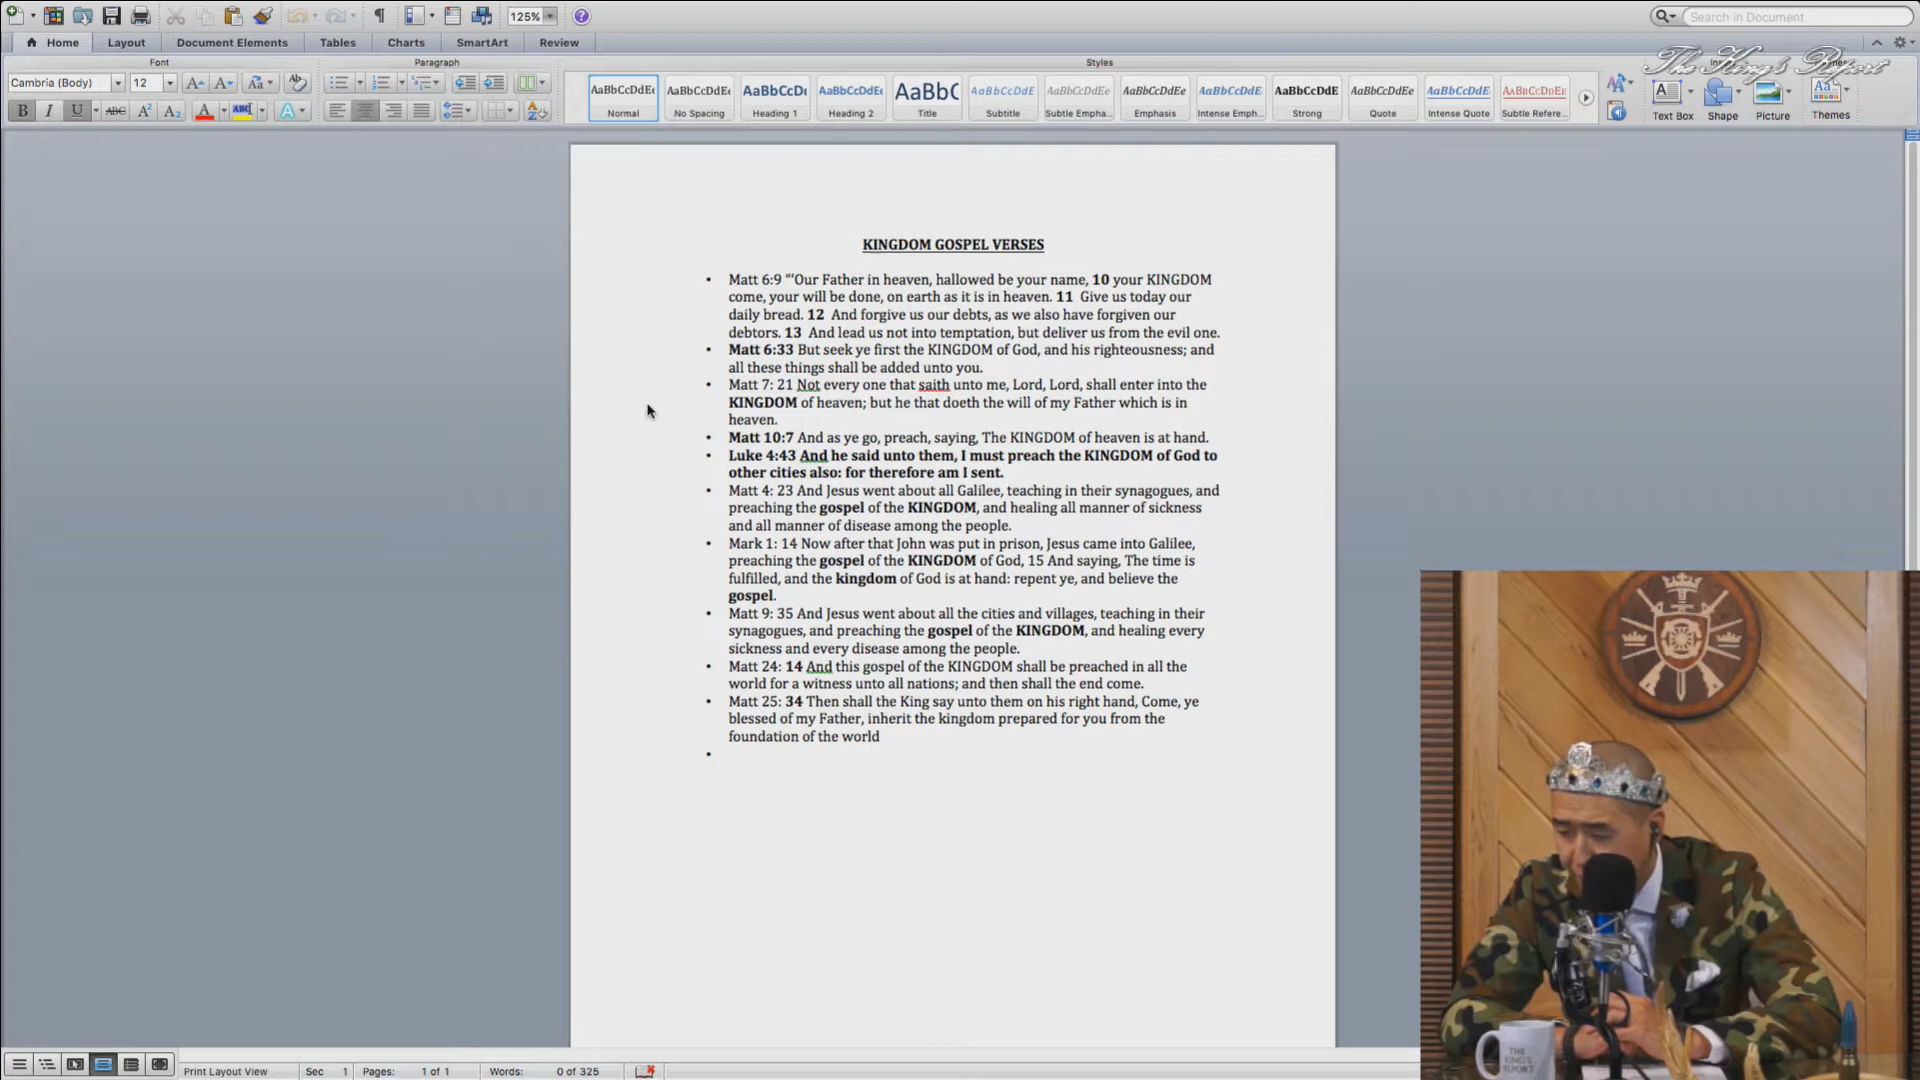 125%
Search in Document
Home
Layout
Document Elements
Tables
Charts
SmartArt
Review
The King's Report
Font
Paragraph
Styles
Cambria (Body)
12
AaBbCcDdEe
Normal
AaBbCcDdEe
No Spacing
AaBbCcDc
Heading 1
AaBbCcDdEe
Heading 2
AaBbC
Title
AaBbCcDdEe
Subtitle
AaBbCcDdEe
Subtle Empha...
AaBbCcDdEe
Emphasis
AaBbCcDdE
Intense Emph...
AaBbCcDdE
Strong
AaBbCcDdEe
Quote
AaBbCcDdE
Intense Quote
AABBCCDDEE
Subtle Refere...
Text Box
Shape
Picture
Themes
KINGDOM GOSPEL VERSES
• Matt 6:9 “‘Our Father in heaven, hallowed be your name, 10 your KINGDOM
come, your will be done, on earth as it is in heaven. 11 Give us today our
daily bread. 12 And forgive us our debts, as we also have forgiven our
debtors. 13 And lead us not into temptation, but deliver us from the evil one.
• Matt 6:33 But seek ye first the KINGDOM of God, and his righteousness; and
all these things shall be added unto you.
• Matt 7: 21 Not every one that saith unto me, Lord, Lord, shall enter into the
KINGDOM of heaven; but he that doeth the will of my Father which is in
heaven.
• Matt 10:7 And as ye go, preach, saying, The KINGDOM of heaven is at hand.
• Luke 4:43 And he said unto them, I must preach the KINGDOM of God to
other cities also: for therefore am I sent.
• Matt 4: 23 And Jesus went about all Galilee, teaching in their synagogues, and
preaching the gospel of the KINGDOM, and healing all manner of sickness
and all manner of disease among the people.
• Mark 1: 14 Now after that John was put in prison, Jesus came into Galilee,
preaching the gospel of the KINGDOM of God, 15 And saying, The time is
fulfilled, and the kingdom of God is at hand: repent ye, and believe the
gospel.
• Matt 9: 35 And Jesus went about all the cities and villages, teaching in their
synagogues, and preaching the gospel of the KINGDOM, and healing every
sickness and every disease among the people.
• Matt 24: 14 And this gospel of the KINGDOM shall be preached in all the
world for a witness unto all nations; and then shall the end come.
• Matt 25: 34 Then shall the King say unto them on his right hand, Come, ye
blessed of my Father, inherit the kingdom prepared for you from the
foundation of the world
•
THE
KING'S
REPORT
Print Layout View
Sec 1
Pages: 1 of 1
Words: 0 of 325